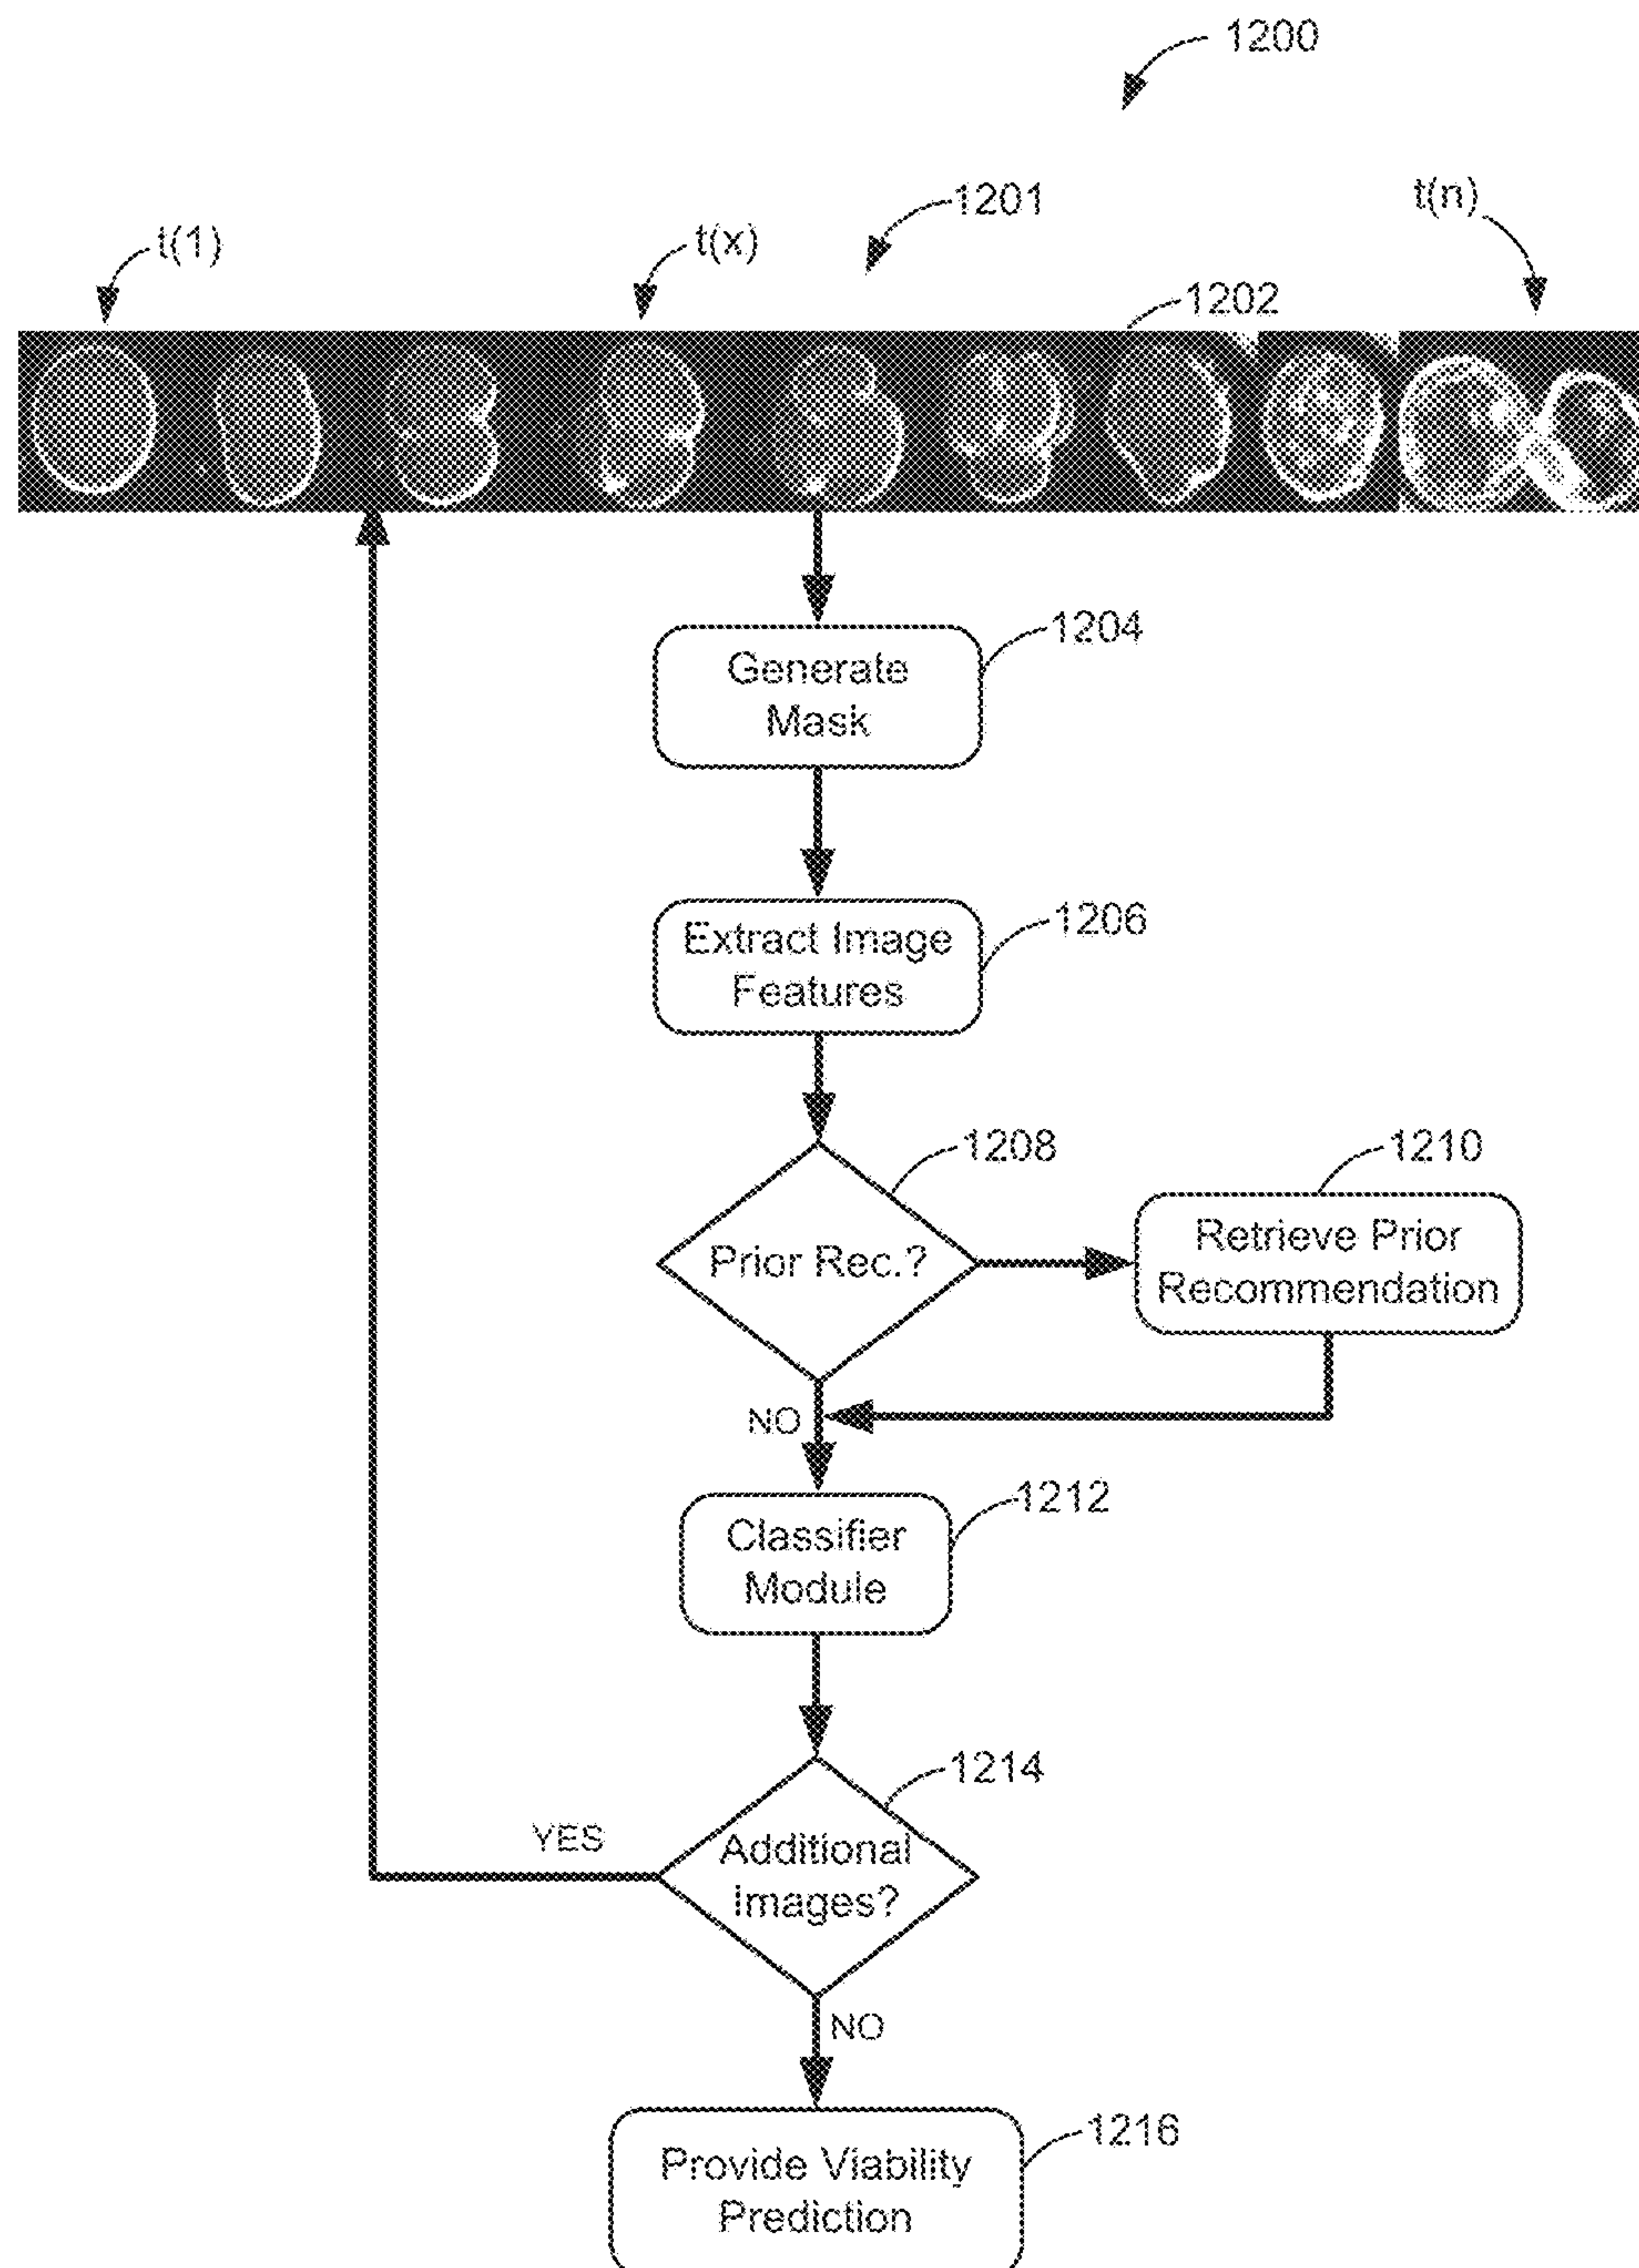 1200
1201
t(n)
t(1)
t(x)
1202
1204
Generate
Mask
1206
Extract Image
Features
1208
1210
Prior Rec.?
Retrieve Prior
Recommendation
NO
1212
Classifier
Module
1214
YES
Additional
Images?
NO
1216
Provide Viability
Prediction